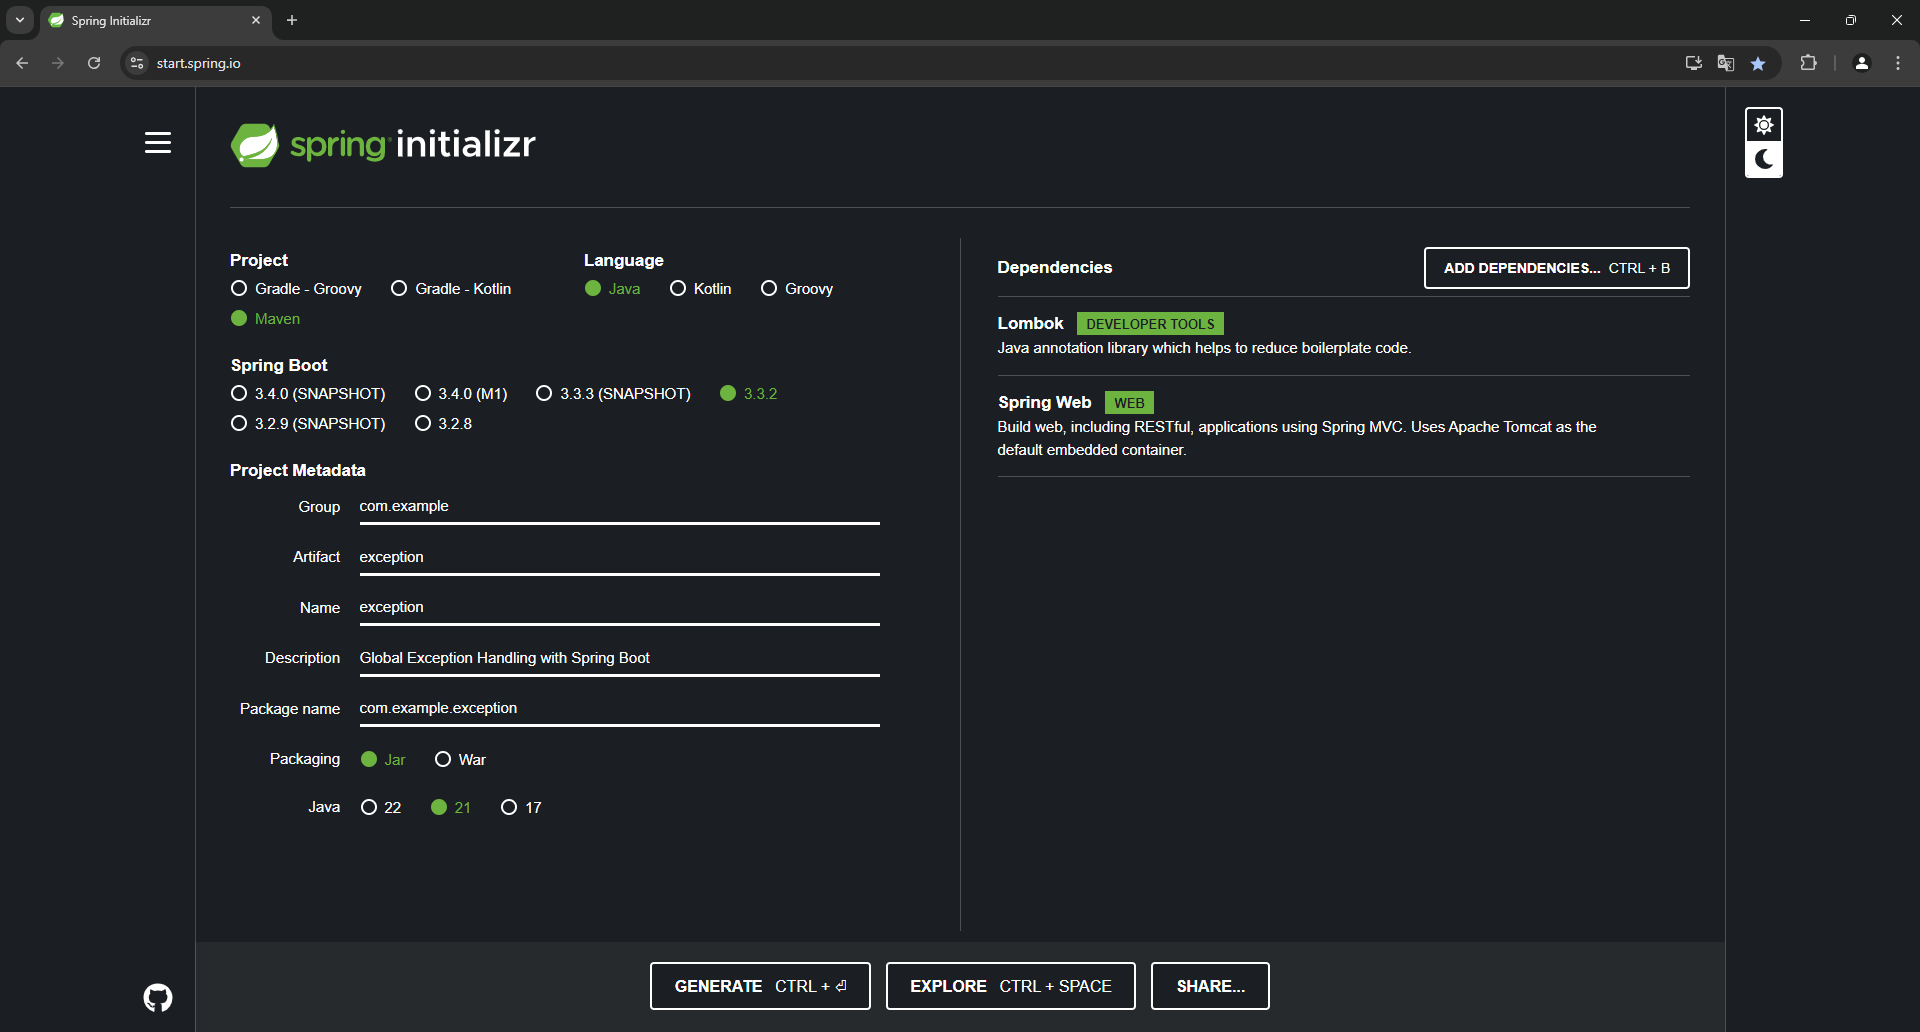 Spring Initializr
start.spring.io
spring initializr
Project
Gradle - Groovy Gradle - Kotlin
Maven
Language
Java Kotlin Groovy
Spring Boot
3.4.0 (SNAPSHOT) 3.4.0 (M1) 3.3.3 (SNAPSHOT) 3.3.2
3.2.9 (SNAPSHOT) 3.2.8
Project Metadata
Group com.example
Artifact exception
Name exception
Description Global Exception Handling with Spring Boot
Package name com.example.exception
Packaging Jar War
Java 22 21 17
Dependencies ADD DEPENDENCIES... CTRL + B
Lombok DEVELOPER TOOLS
Java annotation library which helps to reduce boilerplate code.
Spring Web WEB
Build web, including RESTful, applications using Spring MVC. Uses Apache Tomcat as the
default embedded container.
GENERATE CTRL + ⏎ EXPLORE CTRL + SPACE SHARE...